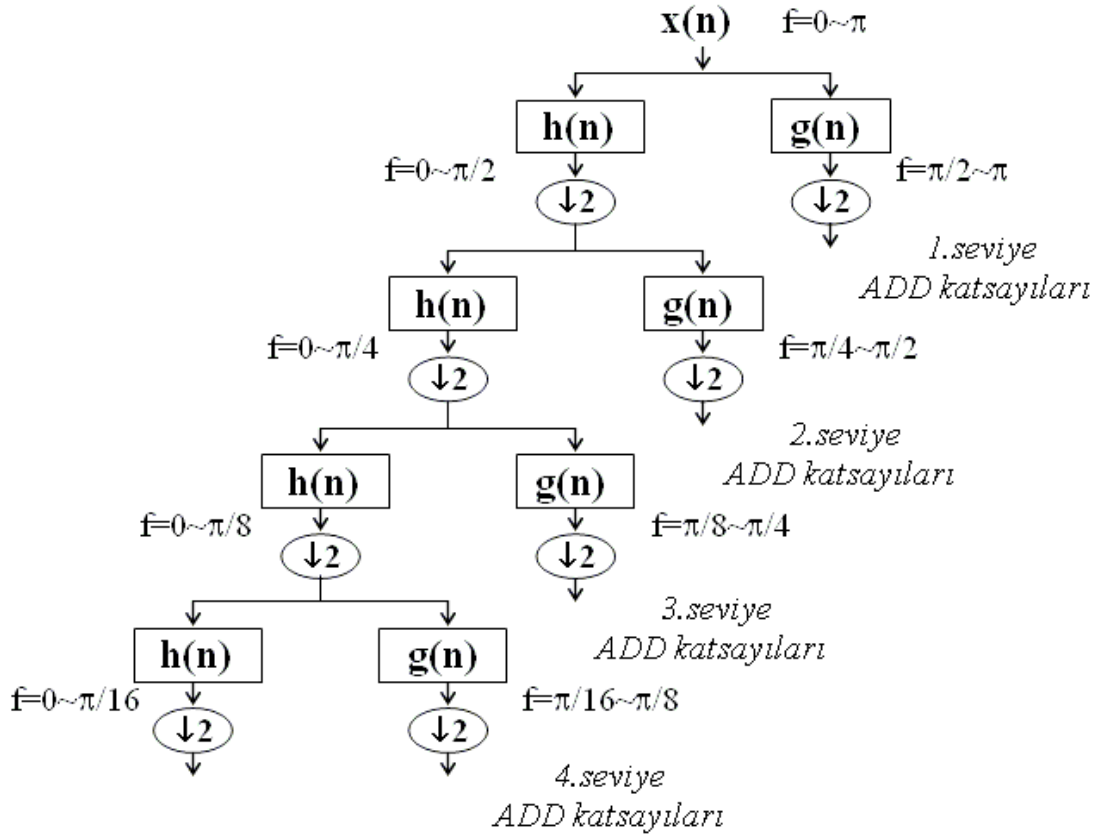 x(n) f=0~π
h(n) g(n)
f=0~π/2 f=π/2~π
↓2 ↓2
1.seviye
ADD katsayıları
h(n) g(n)
f=0~π/4 f=π/4~π/2
↓2 ↓2
2.seviye
ADD katsayıları
h(n) g(n)
f=0~π/8 f=π/8~π/4
↓2 ↓2
3.seviye
ADD katsayıları
h(n) g(n)
f=0~π/16 f=π/16~π/8
↓2 ↓2
4.seviye
ADD katsayıları